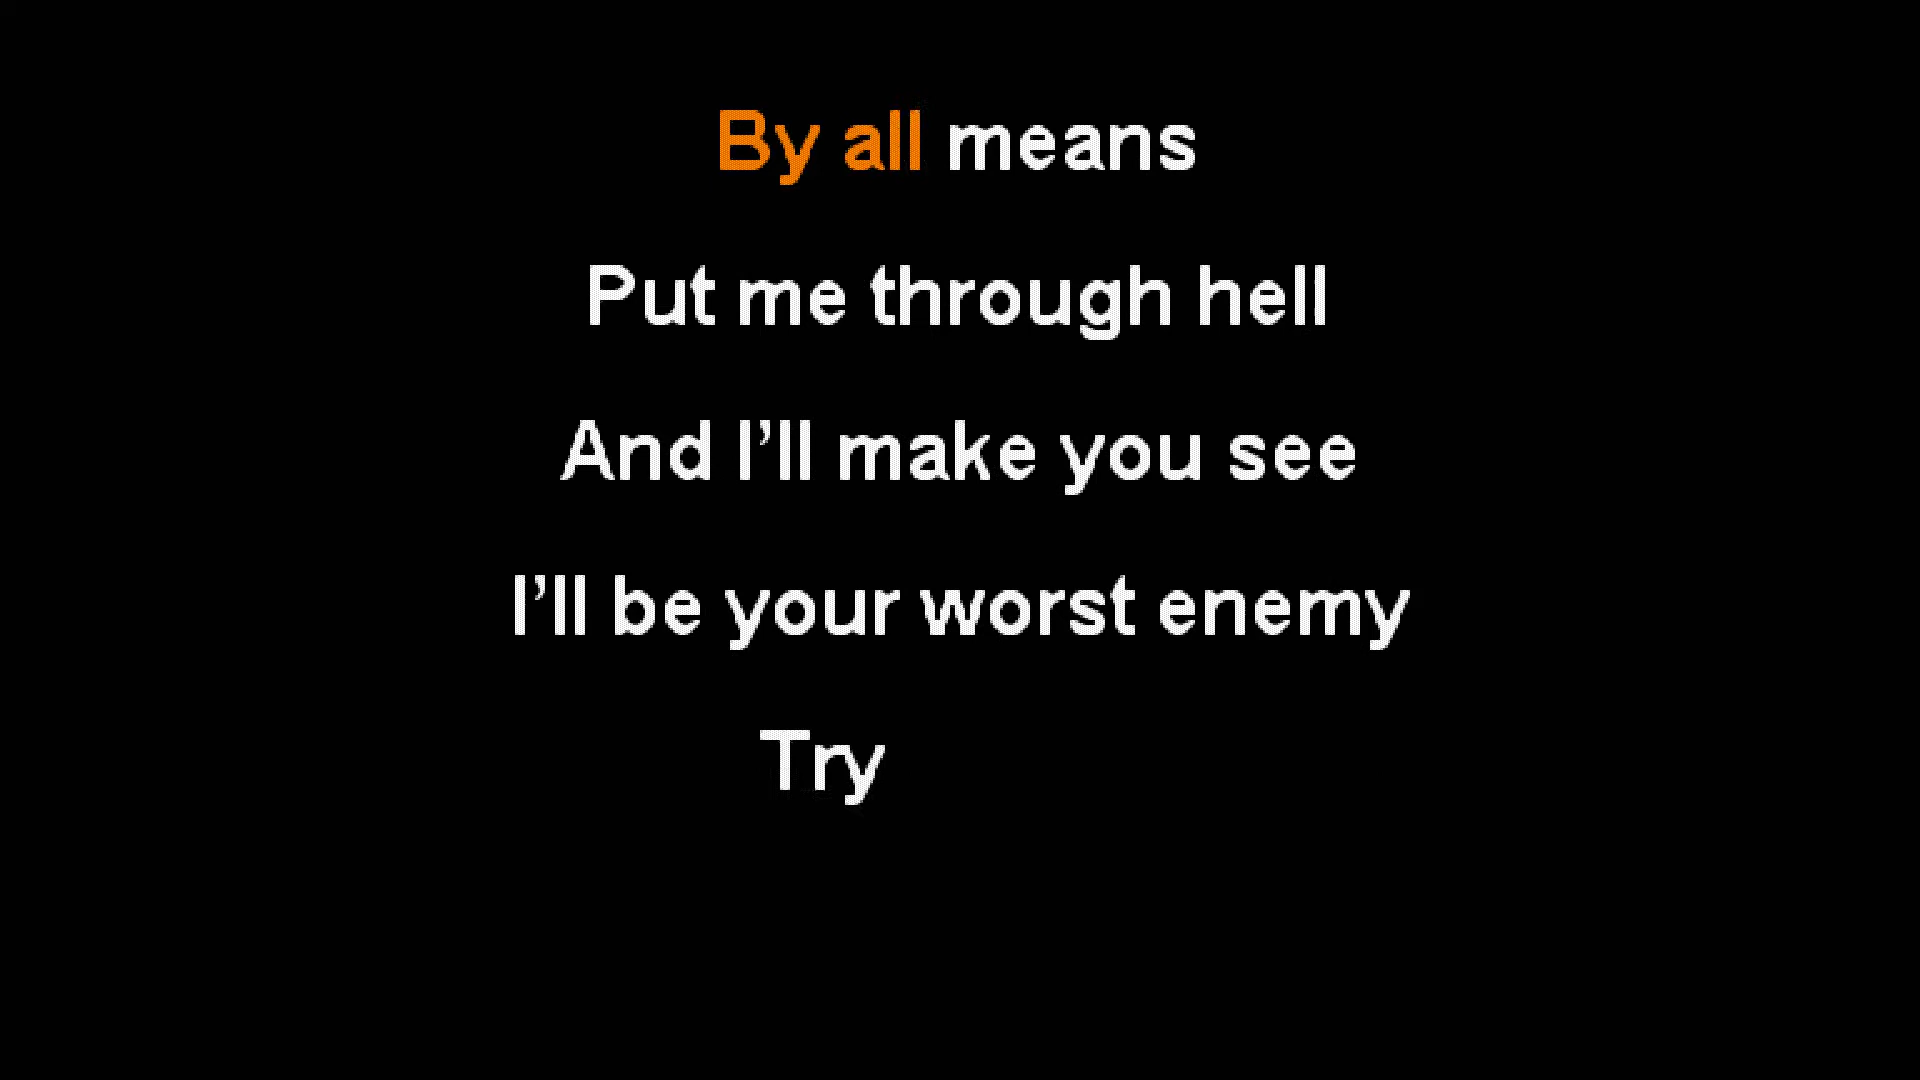 By all means
Put me through hell
And I’ll make you see
I’ll be your worst enemy
Try